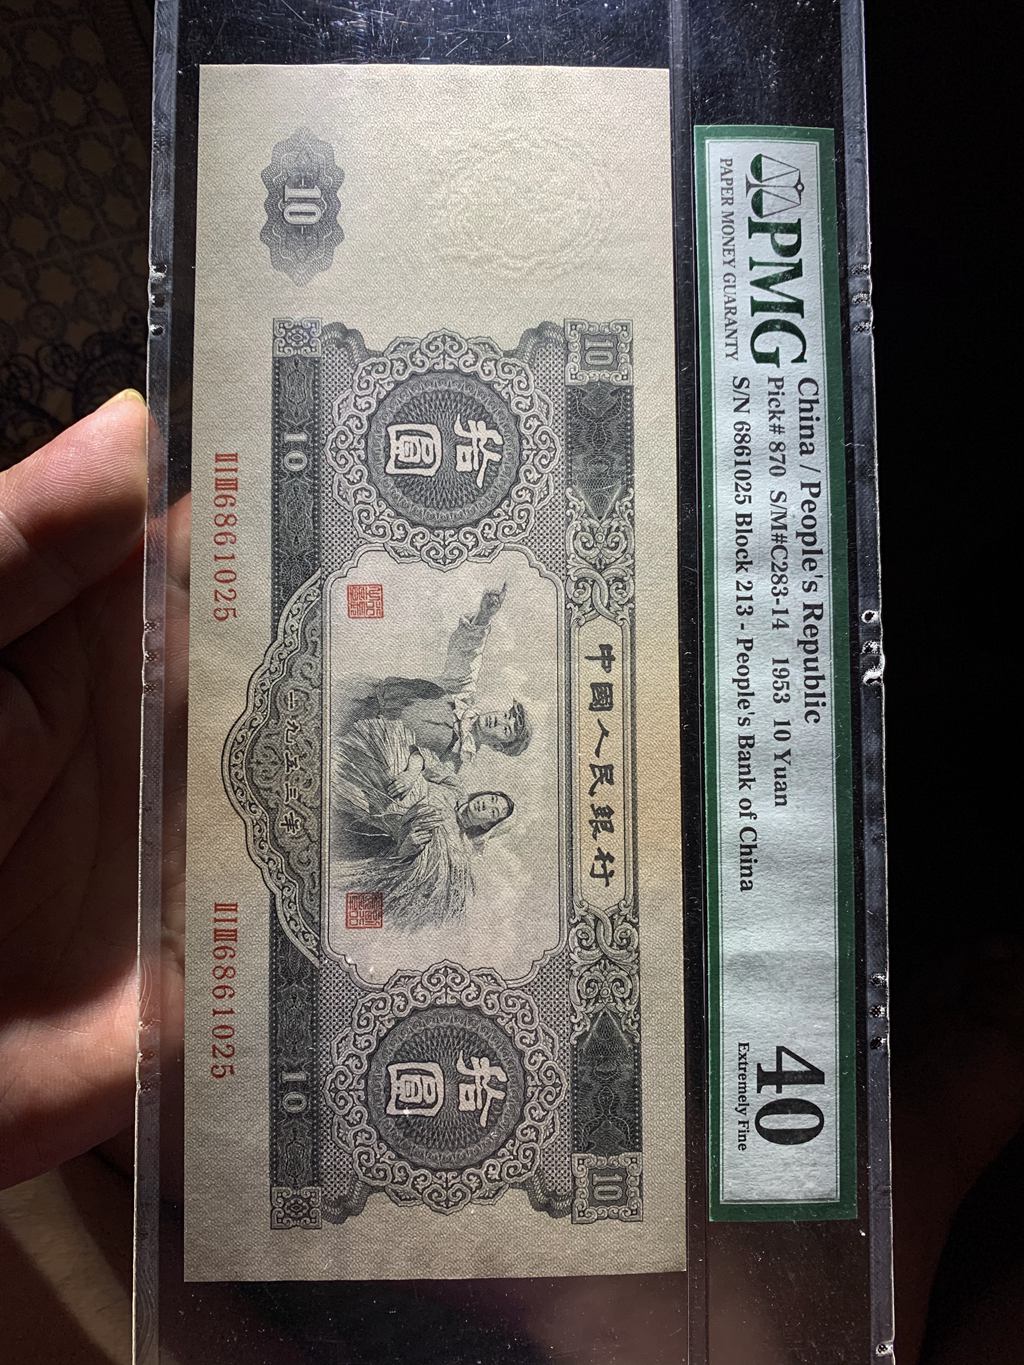 PMG
PAPER MONEY GUARANTY
China / People's Republic
Pick# 870 S/M#C283-14 1953 10 Yuan
S/N 6861025 Block 213 - People's Bank of China
40
Extremely Fine
10
中國人民銀行
10
拾圓
拾圓
10
10
一九五三年
10
ⅡⅠⅢ6861025
ⅡⅠⅢ6861025